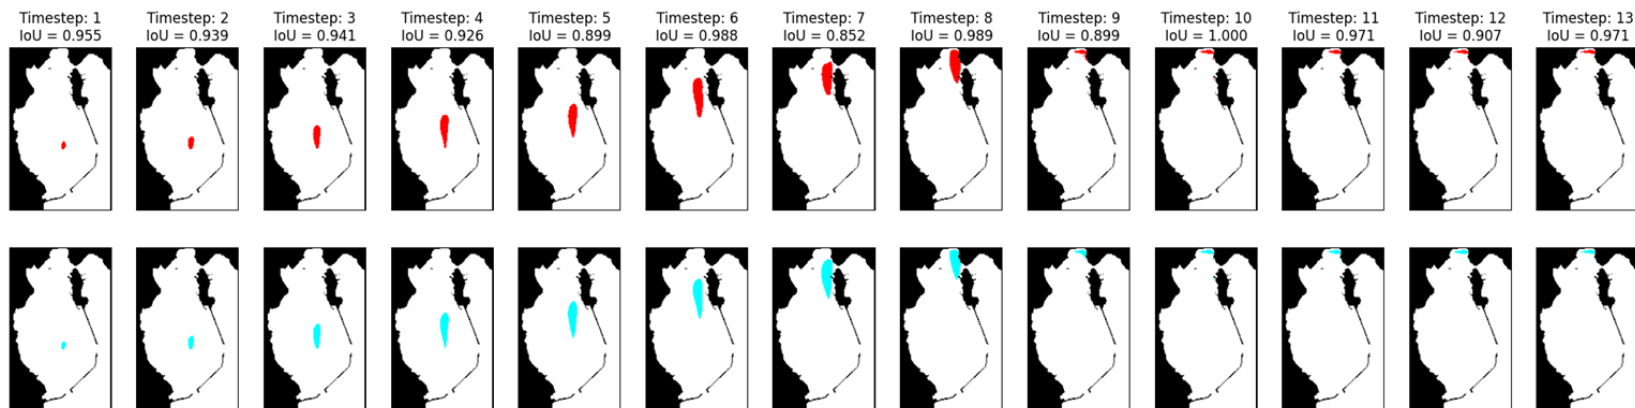 Timestep: 1
IoU = 0.955
Timestep: 2
IoU = 0.939
Timestep: 3
IoU = 0.941
Timestep: 4
IoU = 0.926
Timestep: 5
IoU = 0.899
Timestep: 6
IoU = 0.988
Timestep: 7
IoU = 0.852
Timestep: 8
IoU = 0.989
Timestep: 9
IoU = 0.899
Timestep: 10
IoU = 1.000
Timestep: 11
IoU = 0.971
Timestep: 12
IoU = 0.907
Timestep: 13
IoU = 0.971